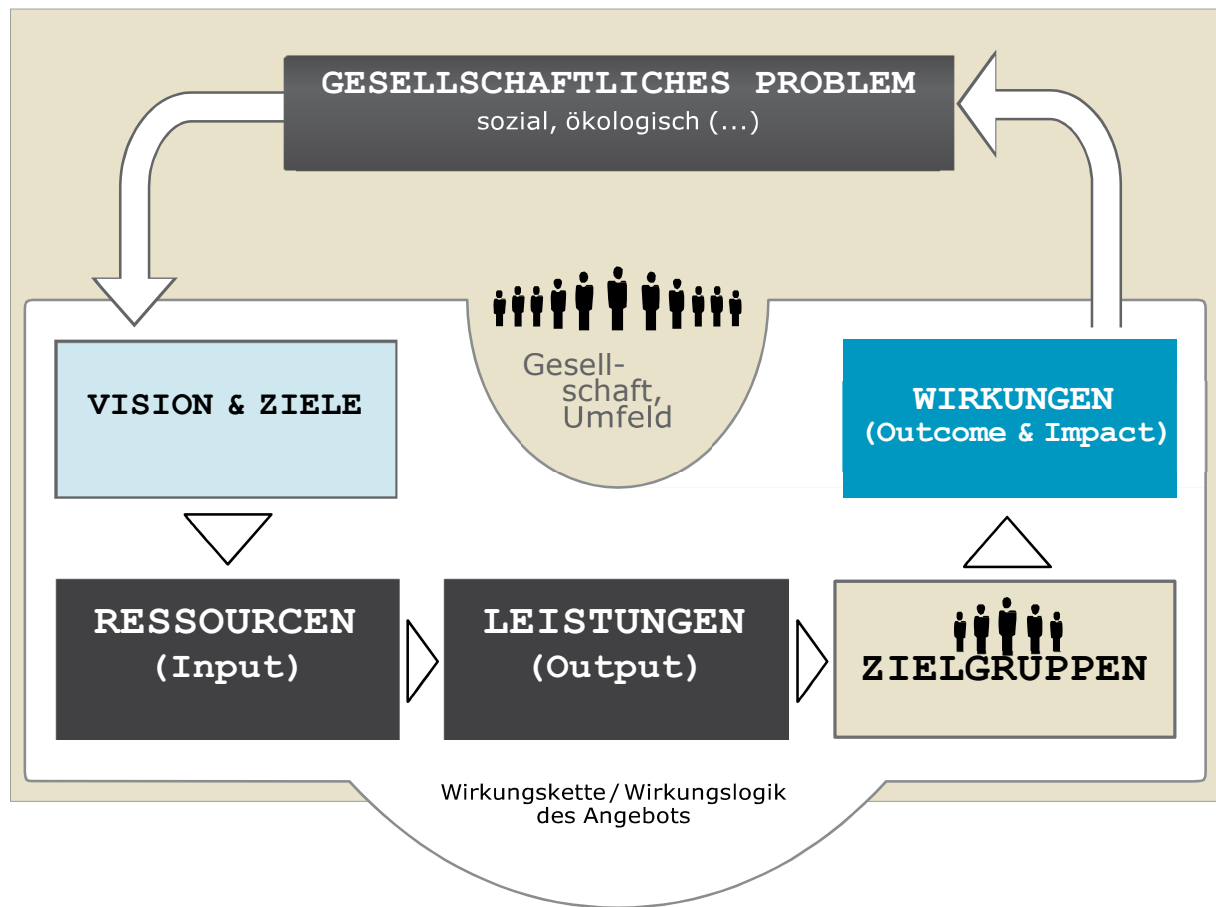 GESELLSCHAFTLICHES PROBLEM
sozial, ökologisch (...)
Gesell-
schaft,
Umfeld
VISION & ZIELE
WIRKUNGEN
(Outcome & Impact)
RESSOURCEN
(Input)
LEISTUNGEN
(Output)
ZIELGRUPPEN
Wirkungskette / Wirkungslogik
des Angebots